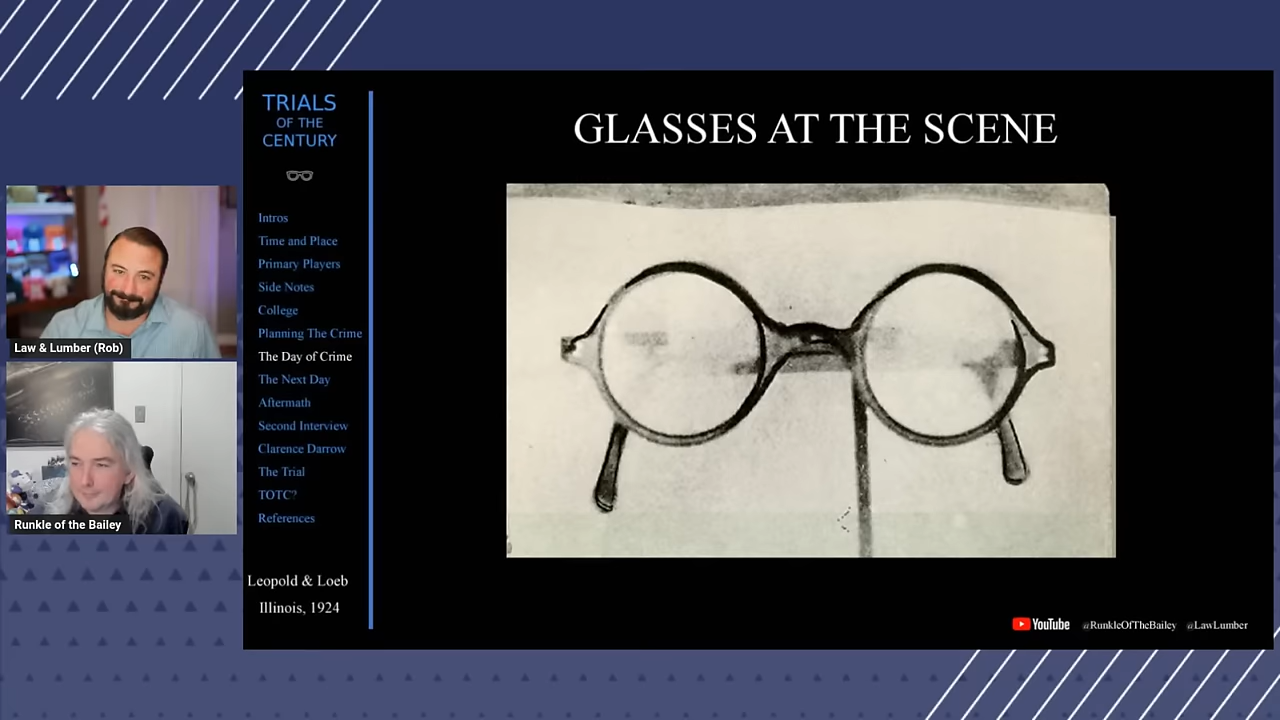 TRIALS
OF THE
CENTURY
Intros
Time and Place
Primary Players
Side Notes
College
Planning The Crime
The Day of Crime
The Next Day
Aftermath
Second Interview
Clarence Darrow
The Trial
TOTC?
References
Leopold & Loeb
Illinois, 1924
GLASSES AT THE SCENE
Law & Lumber (Rob)
Runkle of the Bailey
YouTube @RunkleOfTheBailey @LawLumber